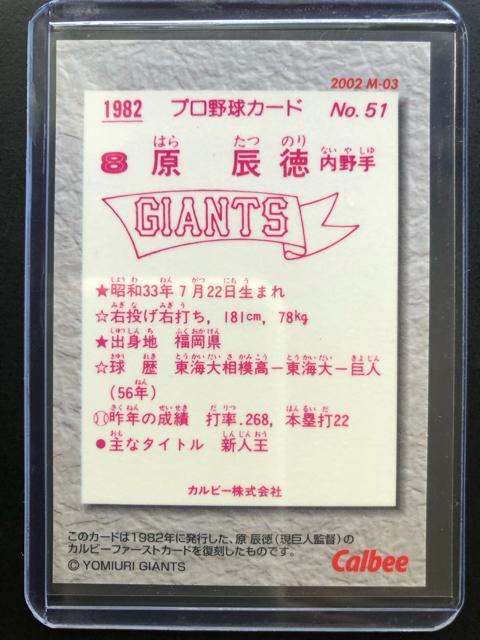 2002 M-03
1982 プロ野球カード No. 51
はら たつ のり ない や しゅ
8 原 辰徳 内野手
GIANTS
しょう わ ねん がつ にち う
★昭和33年7月22日生まれ
みぎ な みぎ う
☆右投げ右打ち，181cm，78kg
しゅっしん ち ふくおかけん
★出身地 福岡県
きゅう れき とうかいだい さ がみこう とうかいだい きょじん
☆球 歴 東海大相模高ー東海大ー巨人
ねん
(56年)
さくねん せいせき だ りつ ほんるい だ
昨年の成績 打率.268，本塁打22
おも しんじんおう
●主なタイトル 新人王
カルビー株式会社
このカードは1982年に発行した、原 辰徳（現巨人監督）の
カルビーファーストカードを復刻したものです。
© YOMIURI GIANTS
Calbee